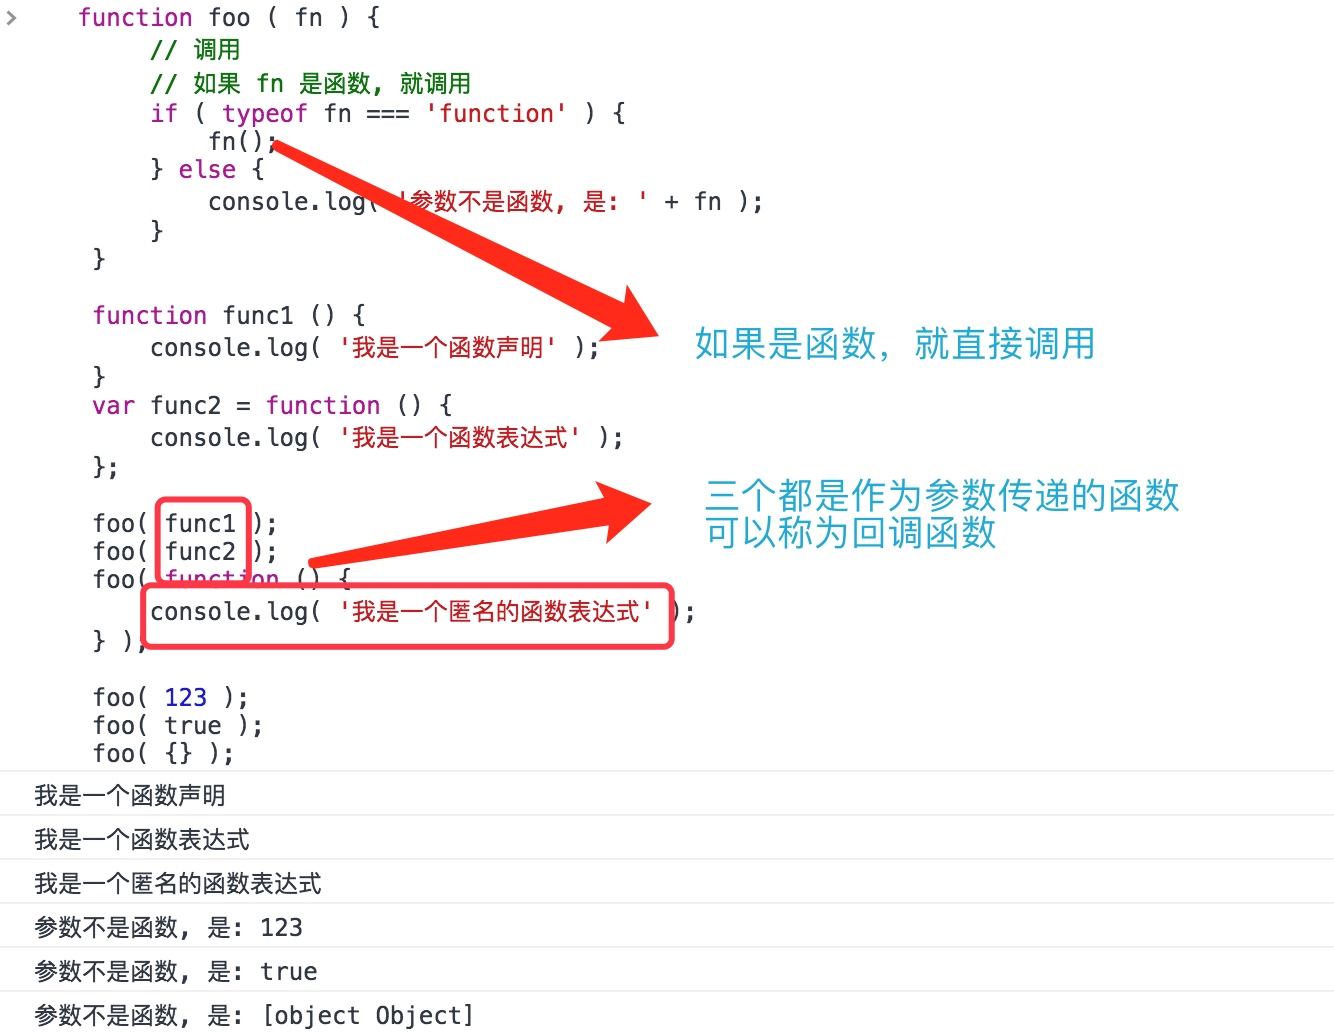 function foo ( fn ) {
// 调用
// 如果 fn 是函数, 就调用
if ( typeof fn === 'function' ) {
fn();
} else {
console.log( '参数不是函数, 是: ' + fn );
}
}
function func1 () {
console.log( '我是一个函数声明' );
}
如果是函数，就直接调用
var func2 = function () {
console.log( '我是一个函数表达式' );
};
三个都是作为参数传递的函数
可以称为回调函数
foo( func1 );
foo( func2 );
foo( function () {
console.log( '我是一个匿名的函数表达式' );
} );
foo( 123 );
foo( true );
foo( {} );
我是一个函数声明
我是一个函数表达式
我是一个匿名的函数表达式
参数不是函数, 是: 123
参数不是函数, 是: true
参数不是函数, 是: [object Object]